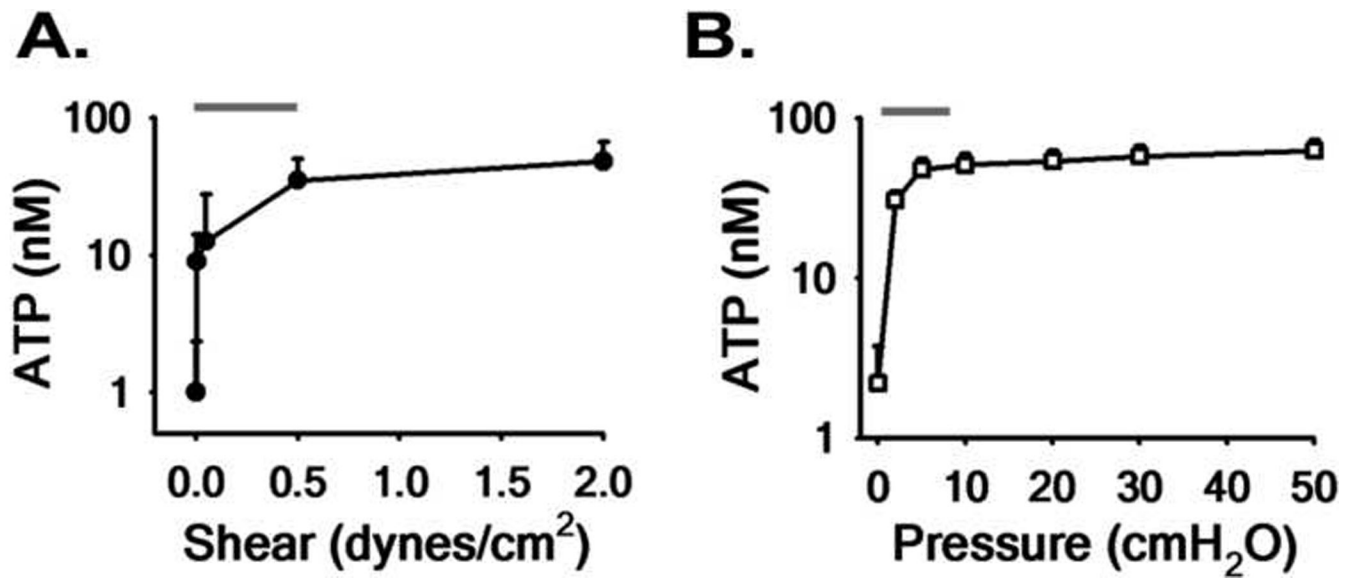 A.
ATP (nM)
100
10
1
0.0 0.5 1.0 1.5 2.0
Shear (dynes/cm²)
B.
ATP (nM)
100
10
1
0 10 20 30 40 50
Pressure (cmH₂O)